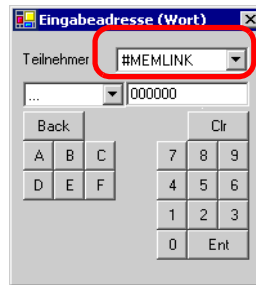 Eingabeadresse (Wort)
Teilnehmer #MEMLINK
... 000000
Back Clr
A B C 7 8 9
D E F 4 5 6
1 2 3
0 Ent